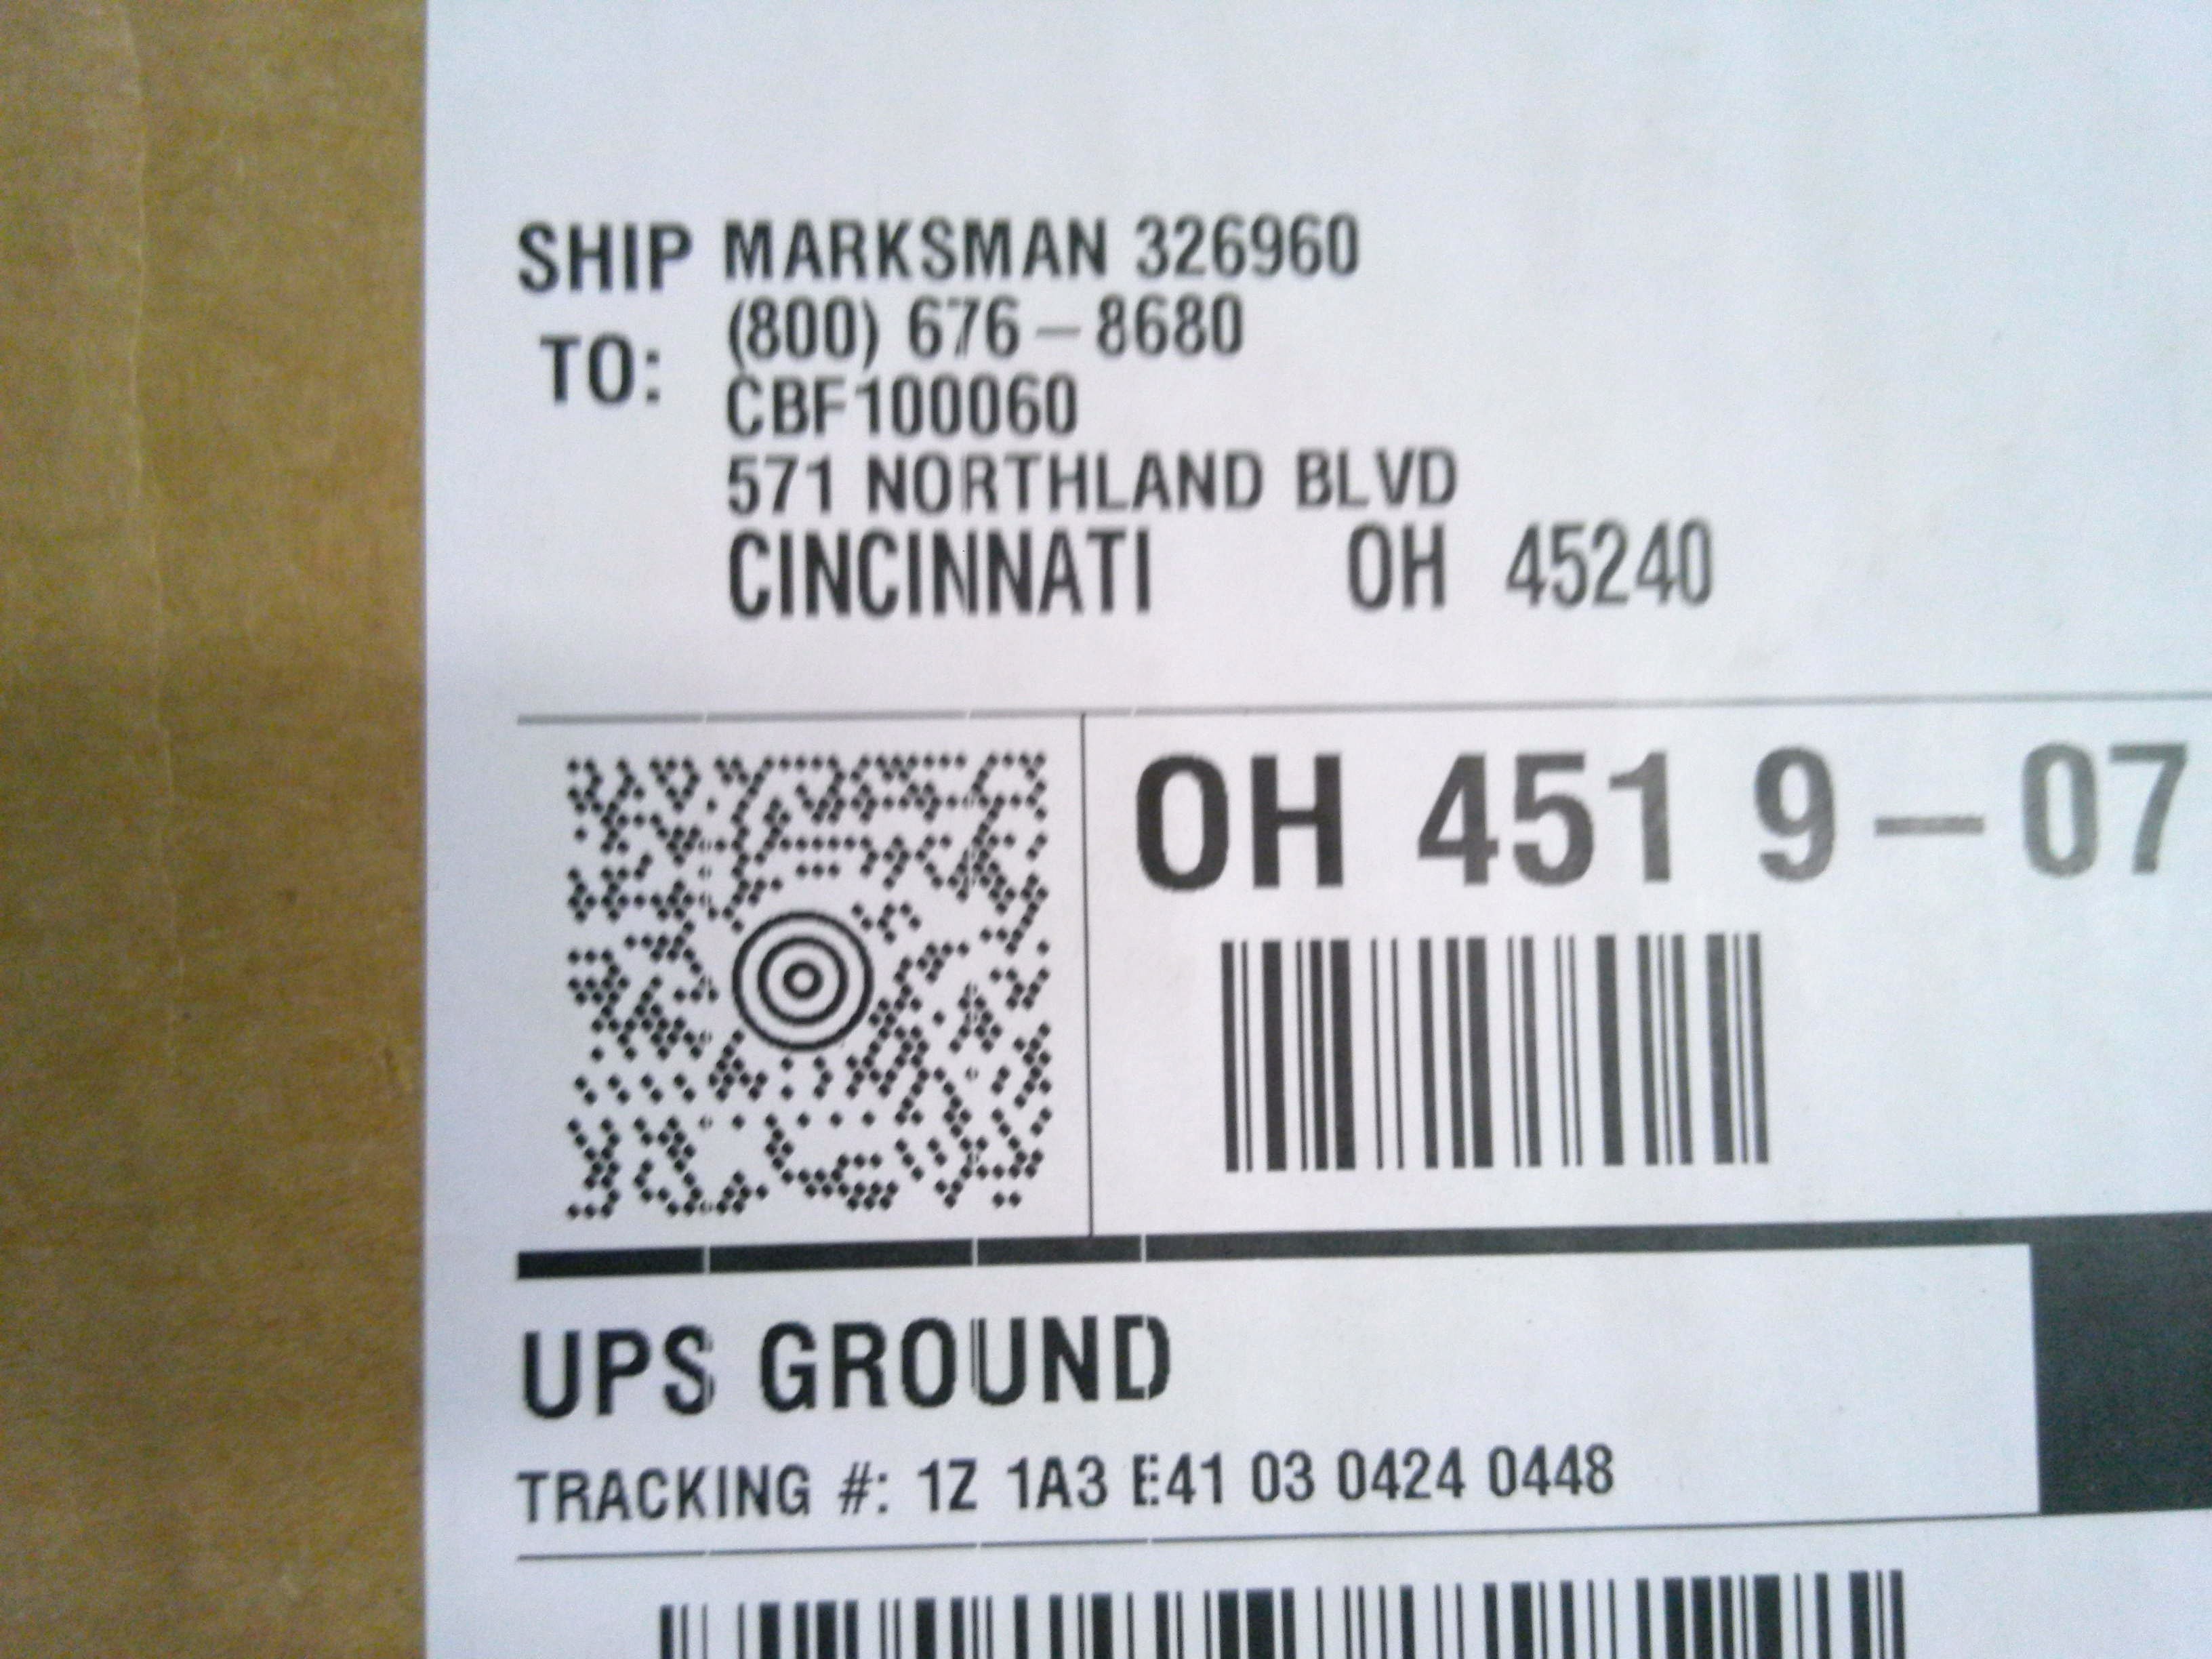 SHIP TO:
MARKSMAN 326960
(800) 676-8680
CBF100060
571 NORTHLAND BLVD
CINCINNATI OH 45240
OH 451 9-07
UPS GROUND
TRACKING #: 1Z 1A3 E41 03 0424 0448